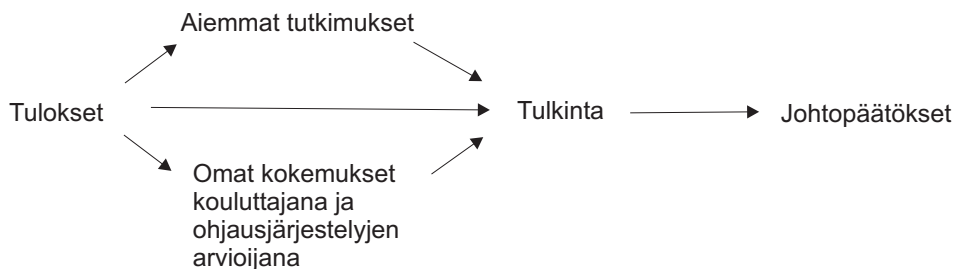 Aiemmat tutkimukset
Tulokset
Tulkinta
Johtopäätökset
Omat kokemukset
kouluttajana ja
ohjausjärjestelyjen
arvioijana